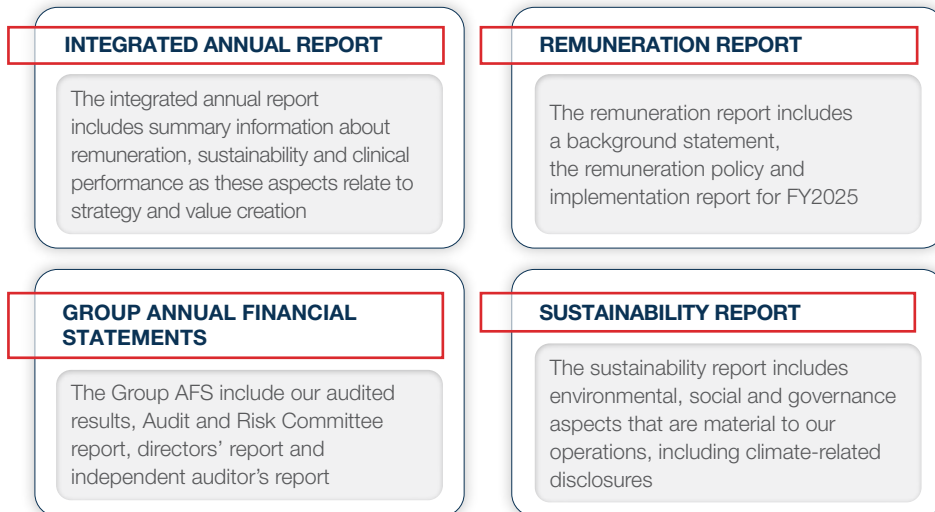 INTEGRATED ANNUAL REPORT
The integrated annual report
includes summary information about
remuneration, sustainability and clinical
performance as these aspects relate to
strategy and value creation
REMUNERATION REPORT
The remuneration report includes
a background statement,
the remuneration policy and
implementation report for FY2025
GROUP ANNUAL FINANCIAL
STATEMENTS
The Group AFS include our audited
results, Audit and Risk Committee
report, directors’ report and
independent auditor’s report
SUSTAINABILITY REPORT
The sustainability report includes
environmental, social and governance
aspects that are material to our
operations, including climate-related
disclosures